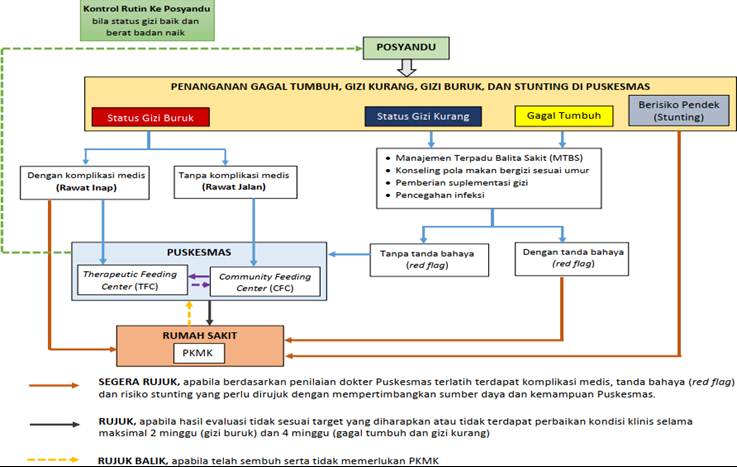 Kontrol Rutin Ke Posyandu
bila status gizi baik dan
berat badan naik
POSYANDU
PENANGANAN GAGAL TUMBUH, GIZI KURANG, GIZI BURUK, DAN STUNTING DI PUSKESMAS
Status Gizi Buruk
Status Gizi Kurang
Gagal Tumbuh
Berisiko Pendek
(Stunting)
Dengan komplikasi medis
(Rawat Inap)
Tanpa komplikasi medis
(Rawat Jalan)
• Manajemen Terpadu Balita Sakit (MTBS)
• Konseling pola makan bergizi sesuai umur
• Pemberian suplementasi gizi
• Pencegahan infeksi
PUSKESMAS
Therapeutic Feeding
Center (TFC)
Community Feeding
Center (CFC)
Tanpa tanda bahaya
(red flag)
Dengan tanda bahaya
(red flag)
RUMAH SAKIT
PKMK
SEGERA RUJUK, apabila berdasarkan penilaian dokter Puskesmas terlatih terdapat komplikasi medis, tanda bahaya (red flag)
dan risiko stunting yang perlu dirujuk dengan mempertimbangkan sumber daya dan kemampuan Puskesmas.
RUJUK, apabila hasil evaluasi tidak sesuai target yang diharapkan atau tidak terdapat perbaikan kondisi klinis selama
maksimal 2 minggu (gizi buruk) dan 4 minggu (gagal tumbuh dan gizi kurang)
RUJUK BALIK, apabila telah sembuh serta tidak memerlukan PKMK